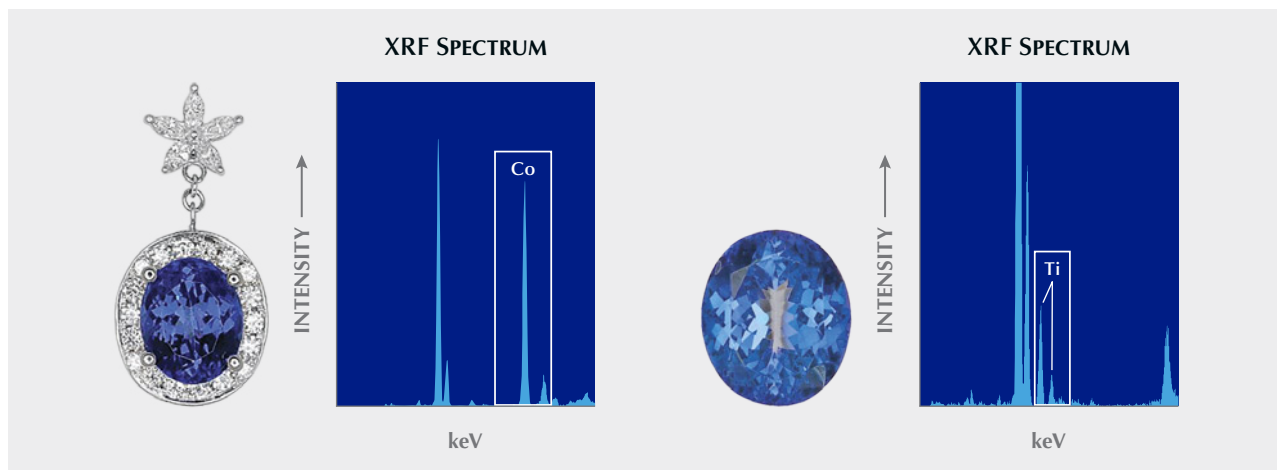 XRF SPECTRUM
INTENSITY
Co
keV
XRF SPECTRUM
INTENSITY
Ti
keV